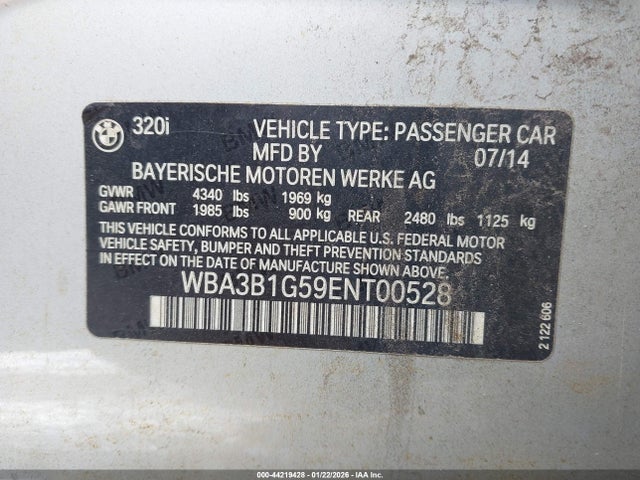 BMW 320i VEHICLE TYPE: PASSENGER CAR
MFD BY 07/14
BAYERISCHE MOTOREN WERKE AG
GVWR 4340 lbs 1969 kg
GAWR FRONT 1985 lbs 900 kg REAR 2480 lbs 1125 kg
THIS VEHICLE CONFORMS TO ALL APPLICABLE U.S. FEDERAL MOTOR
VEHICLE SAFETY, BUMPER AND THEFT PREVENTION STANDARDS
IN EFFECT ON THE DATE OF MANUFACTURE SHOWN ABOVE.
WBA3B1G59ENT00528
2 122 606
000-44219428 - 01/22/2026 - IAA Inc.